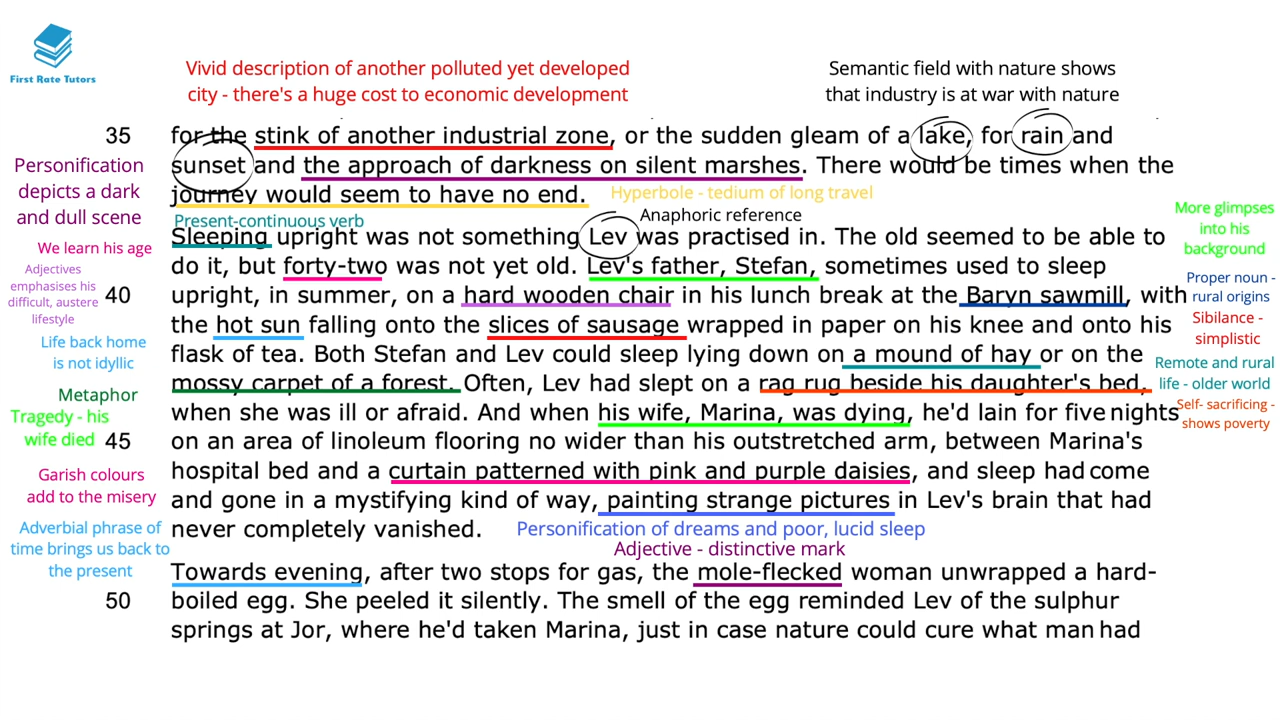 First Rate Tutors
Vivid description of another polluted yet developed
city - there's a huge cost to economic development
Semantic field with nature shows
that industry is at war with nature
35
for the stink of another industrial zone, or the sudden gleam of a lake, for rain and
sunset and the approach of darkness on silent marshes. There would be times when the
journey would seem to have no end.
Hyperbole - tedium of long travel
Personification
depicts a dark
and dull scene
Present-continuous verb
Anaphoric reference
More glimpses
into his
background
Sleeping upright was not something Lev was practised in. The old seemed to be able to
We learn his age
do it, but forty-two was not yet old. Lev's father, Stefan, sometimes used to sleep
Adjectives
emphasises his
difficult, austere
lifestyle
40
upright, in summer, on a hard wooden chair in his lunch break at the Baryn sawmill, with
Proper noun -
rural origins
the hot sun falling onto the slices of sausage wrapped in paper on his knee and onto his
Sibilance -
simplistic
Life back home
is not idyllic
flask of tea. Both Stefan and Lev could sleep lying down on a mound of hay or on the
Remote and rural
life - older world
mossy carpet of a forest. Often, Lev had slept on a rag rug beside his daughter's bed,
Metaphor
Self- sacrificing -
shows poverty
when she was ill or afraid. And when his wife, Marina, was dying, he'd lain for five nights
Tragedy - his
wife died
45
on an area of linoleum flooring no wider than his outstretched arm, between Marina's
hospital bed and a curtain patterned with pink and purple daisies, and sleep had come
Garish colours
add to the misery
and gone in a mystifying kind of way, painting strange pictures in Lev's brain that had
never completely vanished.
Personification of dreams and poor, lucid sleep
Adjective - distinctive mark
Adverbial phrase of
time brings us back to
the present
Towards evening, after two stops for gas, the mole-flecked woman unwrapped a hard-
50
boiled egg. She peeled it silently. The smell of the egg reminded Lev of the sulphur
springs at Jor, where he'd taken Marina, just in case nature could cure what man had